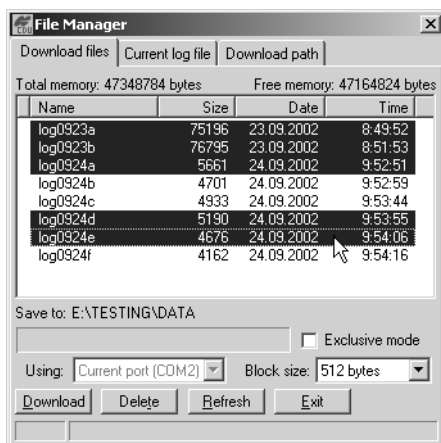 File Manager
Download files Current log file Download path
Total memory: 47348784 bytes Free memory: 47164824 bytes
Name Size Date Time
log0923a 75196 23.09.2002 8:49:52
log0923b 76795 23.09.2002 8:51:53
log0924a 5661 24.09.2002 9:52:51
log0924b 4701 24.09.2002 9:52:59
log0924c 4933 24.09.2002 9:53:44
log0924d 5190 24.09.2002 9:53:55
log0924e 4676 24.09.2002 9:54:06
log0924f 4162 24.09.2002 9:54:16
Save to: E:\TESTING\DATA
Exclusive mode
Using: Current port (COM2) Block size: 512 bytes
Download Delete Refresh Exit